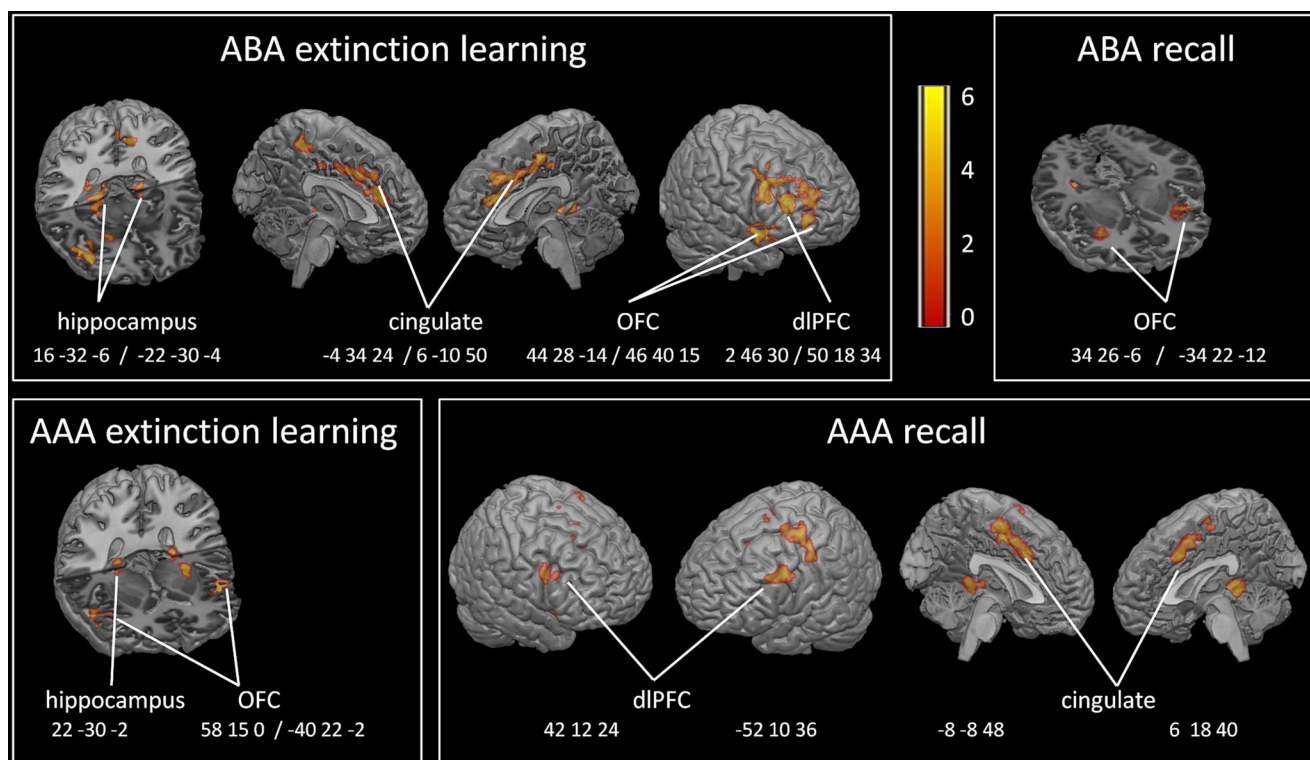 ABA extinction learning
hippocampus
16 -32 -6 / -22 -30 -4
cingulate
-4 34 24 / 6 -10 50
OFC
44 28 -14 / 46 40 15
dlPFC
2 46 30 / 50 18 34
6
4
2
0
ABA recall
OFC
34 26 -6 / -34 22 -12
AAA extinction learning
hippocampus
22 -30 -2
OFC
58 15 0 / -40 22 -2
AAA recall
dlPFC
42 12 24
-52 10 36
cingulate
-8 -8 48
6 18 40